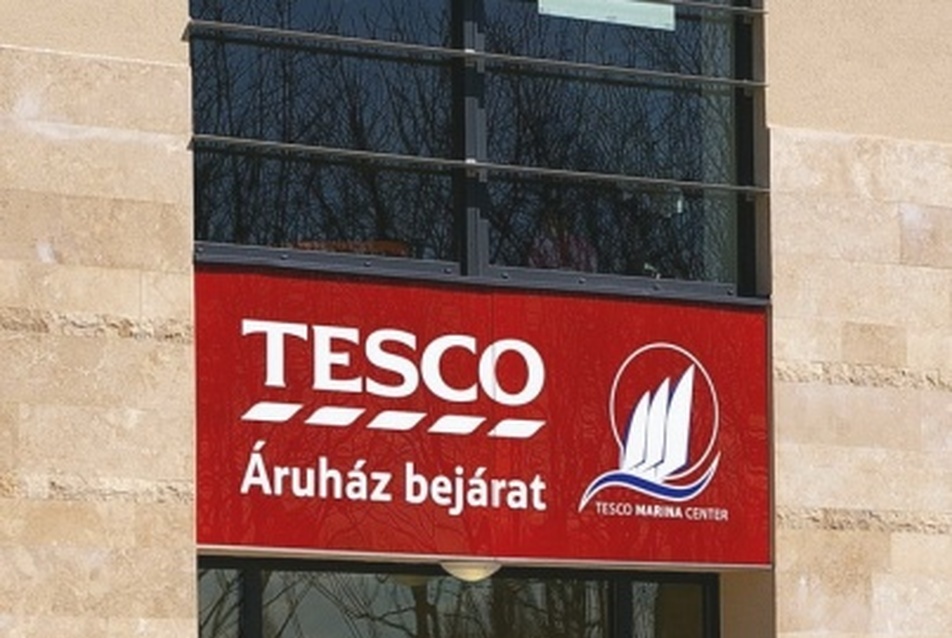 TESCO
Áruház bejárat
TESCO MARINA CENTER